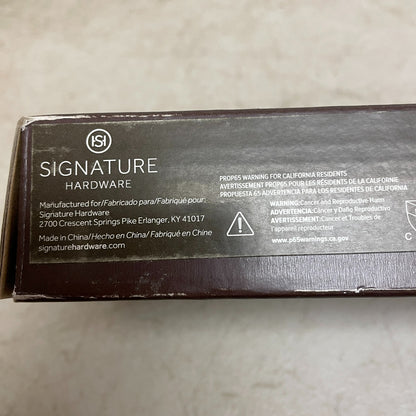 SIGNATURE
HARDWARE
Manufactured for/Fabricado para/Fabriqué pour:
Signature Hardware
2700 Crescent Springs Pike Erlanger, KY 41017
Made in China/Hecho en China/Fabriqué en Chine
signaturehardware.com
PROP65 WARNING FOR CALIFORNIA RESIDENTS
AVERTISSEMENT PROP65 POUR LES RÉSIDENTS DE LA CALIFORNIE
PROPUESTA 65 ADVERTENCIA PARA LOS RESIDENTES DE CALIFORNIA
WARNING: Cancer and Reproductive Harm
ADVERTENCIA: Cáncer y Daño Reproductivo
AVERTISSEMENT: Cancer et Troubles de
l'appareil reproducteur
www.p65warnings.ca.gov
C